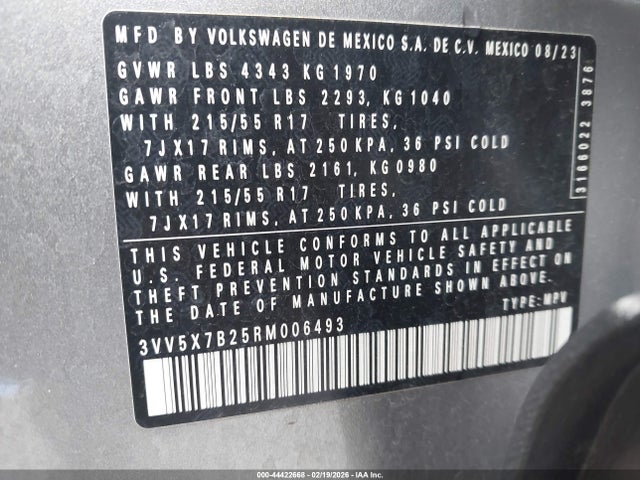 MFD BY VOLKSWAGEN DE MEXICO S.A. DE C.V. MEXICO 08/23
GVWR LBS 4343 KG 1970
GAWR FRONT LBS 2293, KG 1040
WITH 215/55 R17 TIRES,
7JX17 RIMS, AT 250 KPA, 36 PSI COLD
GAWR REAR LBS 2161, KG 0980
WITH 215/55 R17 TIRES,
7JX17 RIMS, AT 250 KPA, 36 PSI COLD
THIS VEHICLE CONFORMS TO ALL APPLICABLE
U.S. FEDERAL MOTOR VEHICLE SAFETY AND
THEFT PREVENTION STANDARDS IN EFFECT ON
THE DATE OF MANUFACTURE SHOWN ABOVE.
3VV5X7B25RM006493
TYPE: MPV
3166022 3876
000-44422668 - 02/19/2026 - IAA Inc.